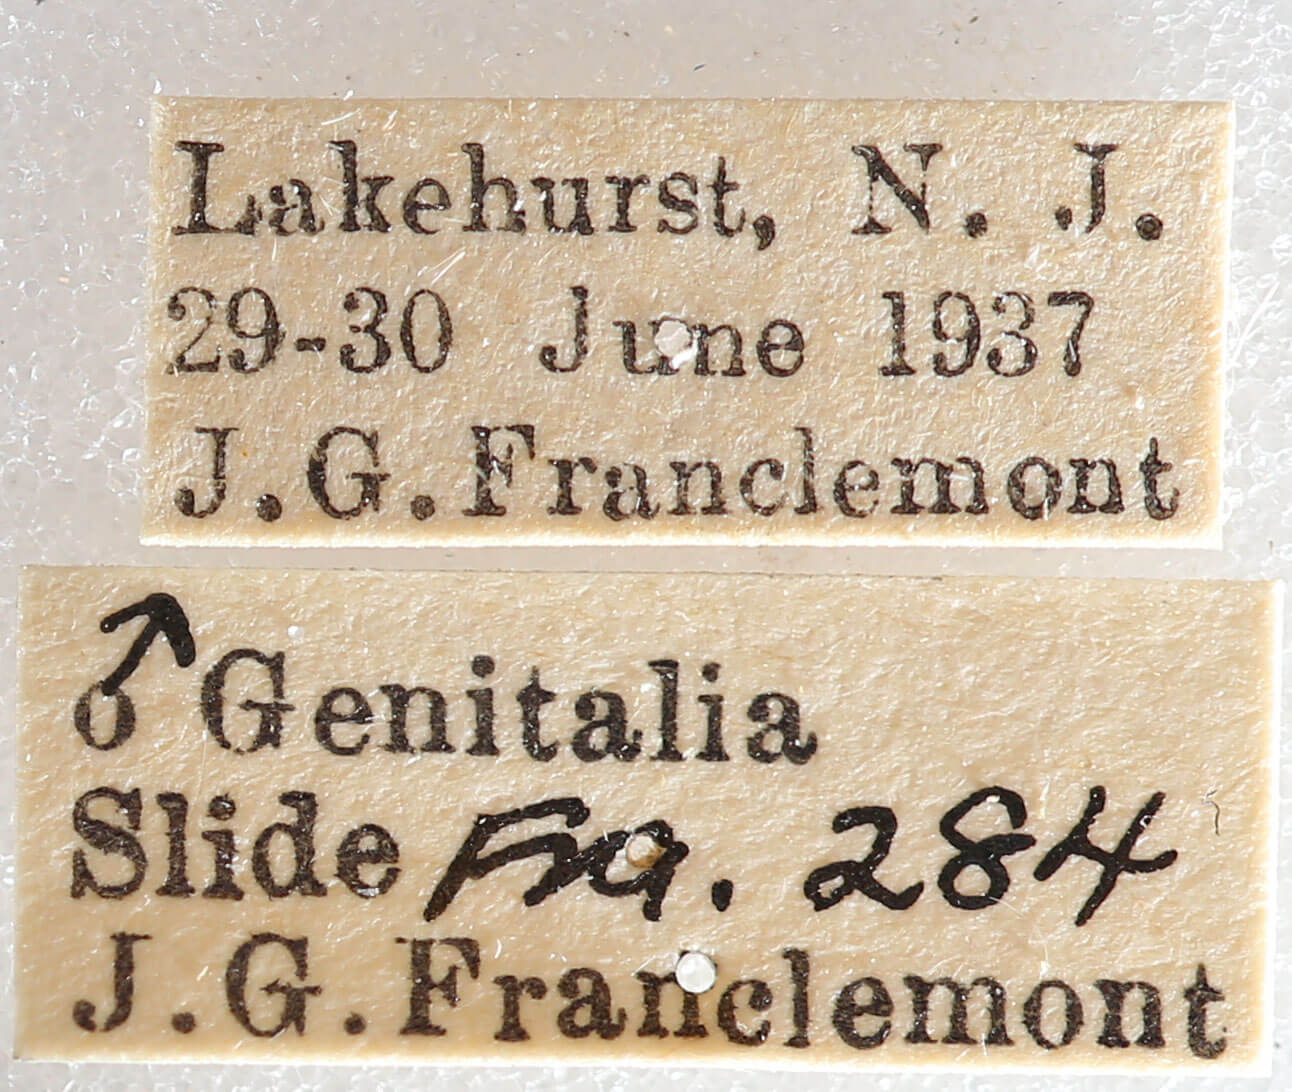 Lakehurst, N. J.
29-30 June 1937
J.G.Franclemont
♂ Genitalia
Slide Fra. 284
J.G.Franclemont